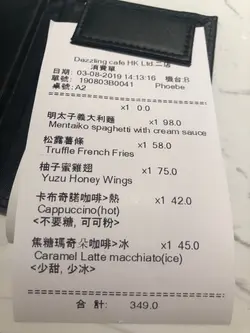 Dazzling cafe HK Ltd.二店
消費單
日期: 03-08-2019 14:13:16 機台:B
單號: 190803B0041 Phoebe
桌號: A2
x1 0.0
明太子義大利麵 x1 98.0
Mentaiko spaghetti with cream sauce
松露薯條 x1 58.0
Truffle French Fries
柚子蜜雞翅 x1 75.0
Yuzu Honey Wings
卡布奇諾咖啡>熱 x1 42.0
Cappuccino(hot)
<不要糖, 可可粉>
焦糖瑪奇朵咖啡>冰 x1 45.0
Caramel Latte macchiato(ice)
<少甜, 少冰>
合 計: 349.0